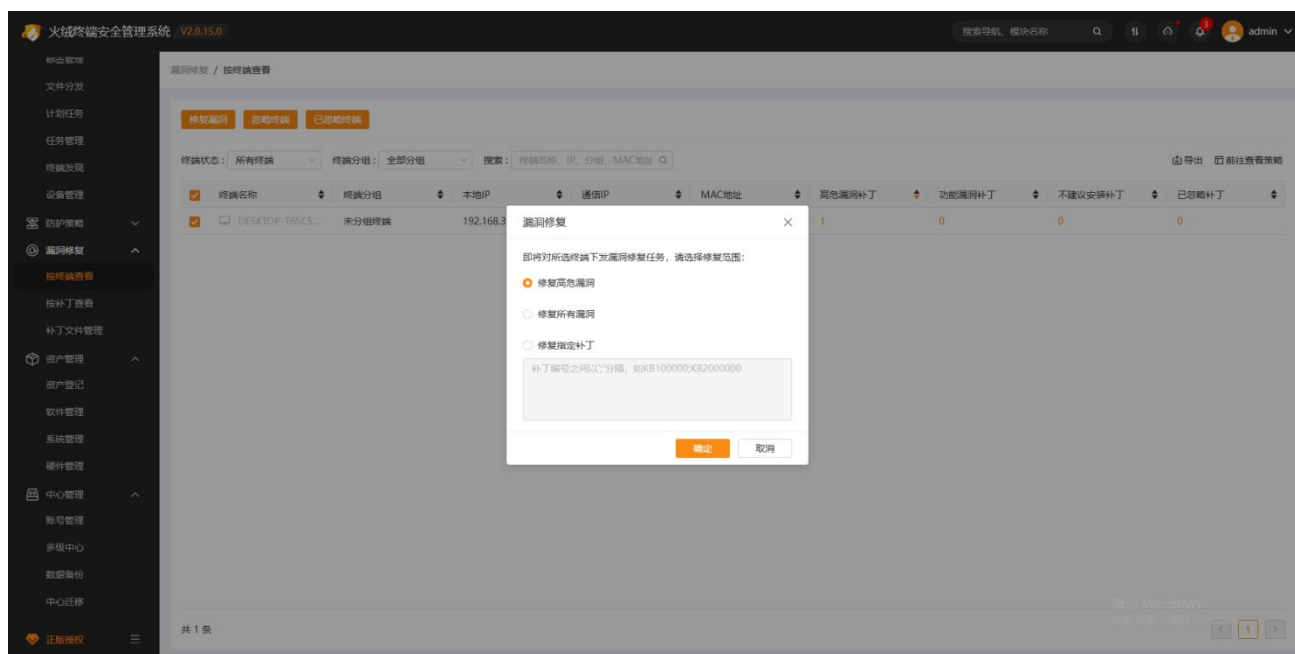 火绒终端安全管理系统 V2.0.15.0
搜索导航、模块名称
3
admin
标签管理
文件分发
计划任务
任务管理
终端发现
设备管理
防护策略
漏洞修复
按终端查看
按补丁查看
补丁文件管理
资产管理
资产登记
软件管理
系统管理
硬件管理
中心管理
账号管理
多级中心
数据备份
中心迁移
正版授权
漏洞修复 / 按终端查看
修复漏洞 忽略终端 已忽略终端
终端状态: 所有终端 终端分组: 全部分组 搜索: 终端名称、IP、分组、MAC地址 导出 前往查看策略
终端名称 终端分组 本地IP 通信IP MAC地址 高危漏洞补丁 功能漏洞补丁 不建议安装补丁 已忽略补丁
DESKTOP-T6SC5... 未分组终端 192.168.3 1 0 0 0
漏洞修复
即将对所选终端下发漏洞修复任务，请选择修复范围:
修复高危漏洞
修复所有漏洞
修复指定补丁
补丁编号之间以';'分隔，如KB100000;KB2000000
确定 取消
激活 Windows
共 1 条 1